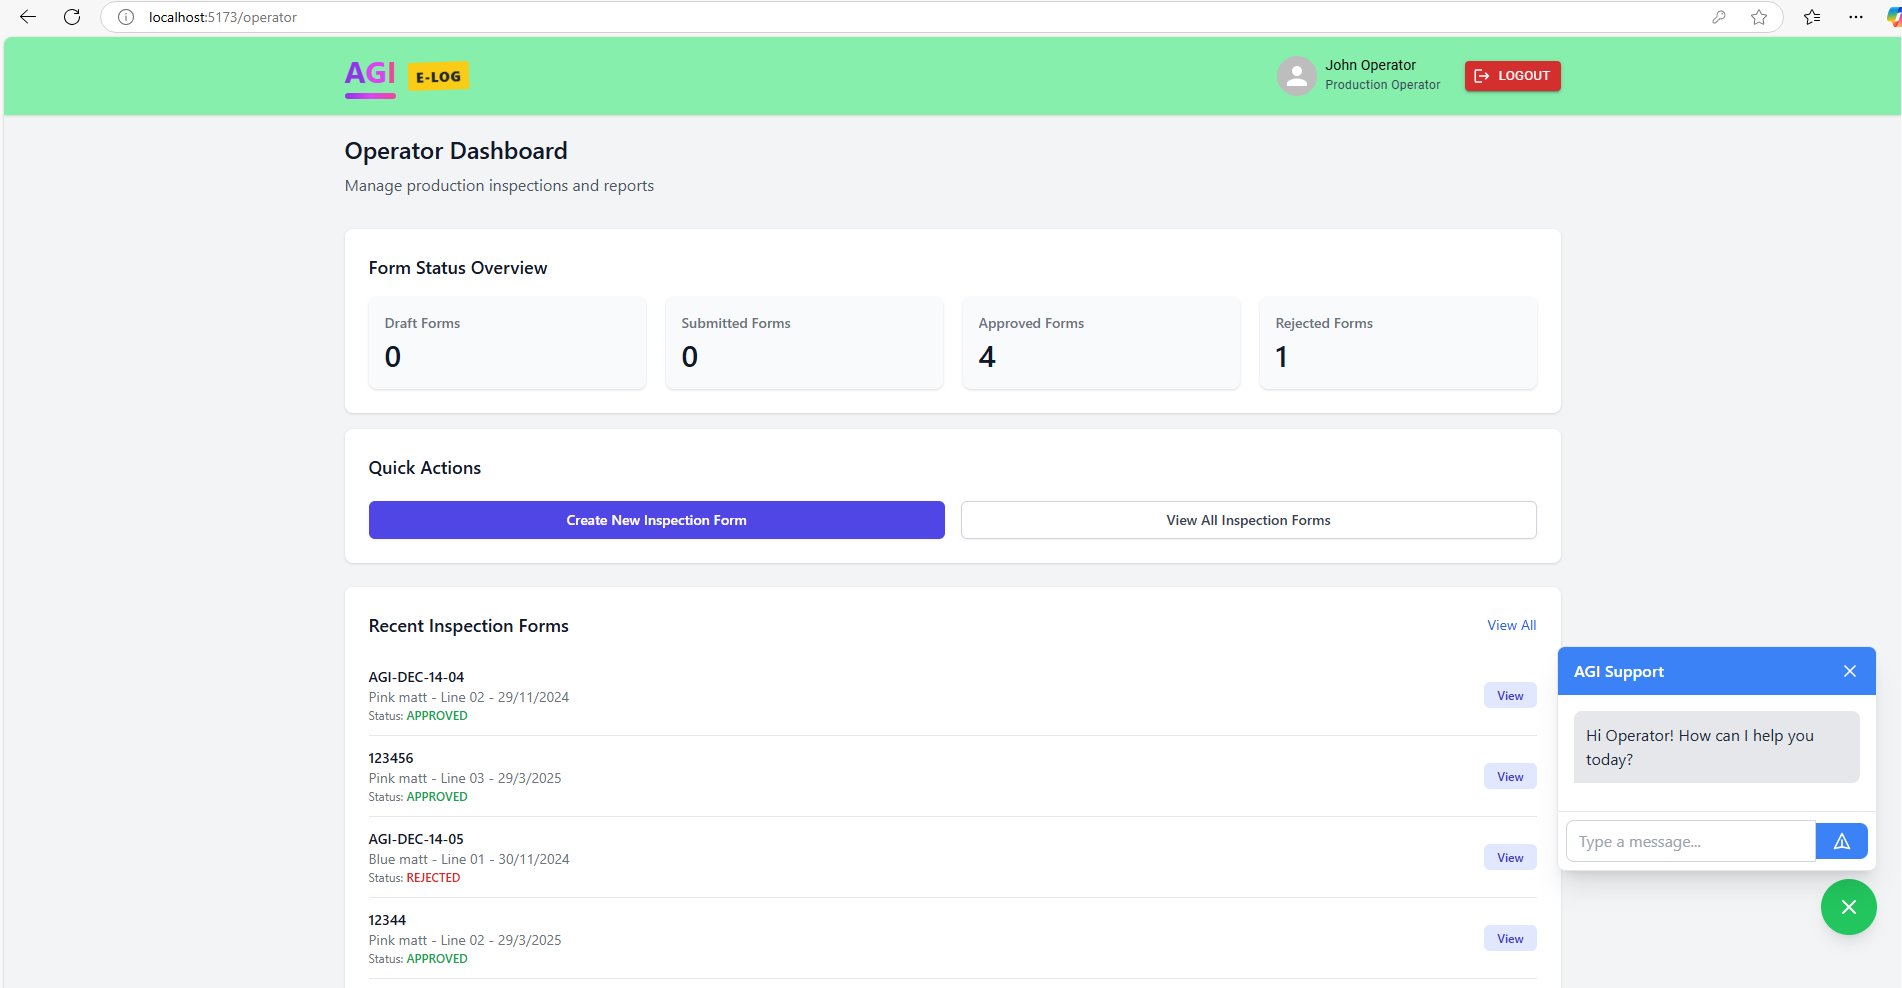 localhost:5173/operator
AGI E-LOG
John Operator
Production Operator
LOGOUT
Operator Dashboard
Manage production inspections and reports
Form Status Overview
Draft Forms
0
Submitted Forms
0
Approved Forms
4
Rejected Forms
1
Quick Actions
Create New Inspection Form
View All Inspection Forms
Recent Inspection Forms
View All
AGI-DEC-14-04
Pink matt - Line 02 - 29/11/2024
Status: APPROVED
View
123456
Pink matt - Line 03 - 29/3/2025
Status: APPROVED
View
AGI-DEC-14-05
Blue matt - Line 01 - 30/11/2024
Status: REJECTED
View
12344
Pink matt - Line 02 - 29/3/2025
Status: APPROVED
View
AGI Support
Hi Operator! How can I help you
today?
Type a message...